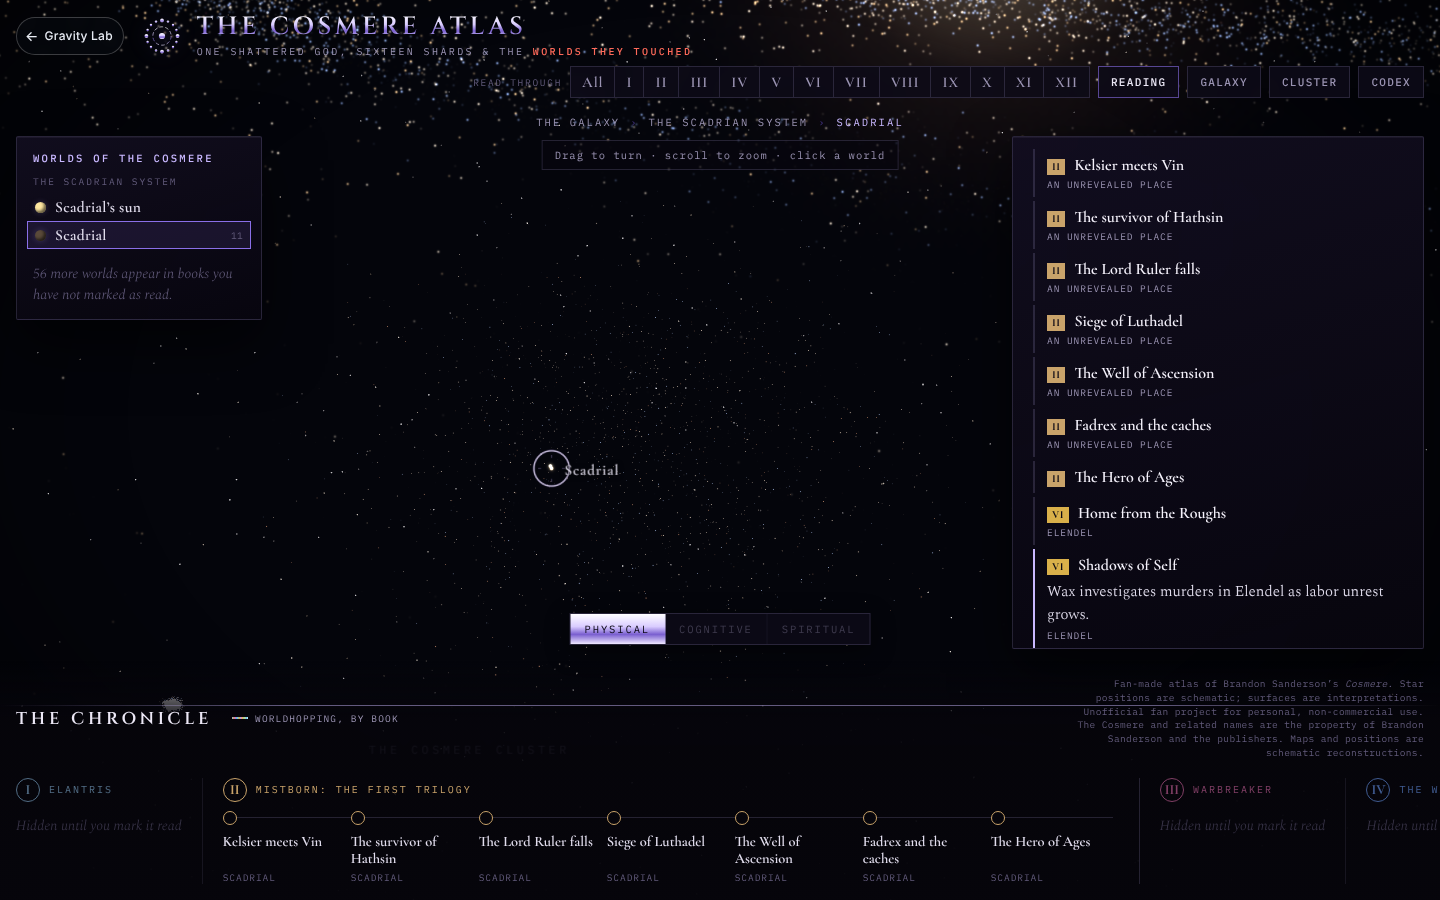 ← Gravity Lab
THE COSMERE ATLAS
ONE SHATTERED GOD, SIXTEEN SHARDS & THE WORLDS THEY TOUCHED
READ THROUGH All I II III IV V VI VII VIII IX X XI XII READING GALAXY CLUSTER CODEX
THE GALAXY · THE SCADRIAN SYSTEM · SCADRIAL
Drag to turn · scroll to zoom · click a world
WORLDS OF THE COSMERE
THE SCADRIAN SYSTEM
Scadrial's sun
Scadrial 11
56 more worlds appear in books you
have not marked as read.
Scadrial
II Kelsier meets Vin
AN UNREVEALED PLACE
II The survivor of Hathsin
AN UNREVEALED PLACE
II The Lord Ruler falls
AN UNREVEALED PLACE
II Siege of Luthadel
AN UNREVEALED PLACE
II The Well of Ascension
AN UNREVEALED PLACE
II Fadrex and the caches
AN UNREVEALED PLACE
II The Hero of Ages
VI Home from the Roughs
ELENDEL
VI Shadows of Self
Wax investigates murders in Elendel as labor unrest
grows.
ELENDEL
PHYSICAL COGNITIVE SPIRITUAL
Fan-made atlas of Brandon Sanderson's Cosmere. Star
positions are schematic; surfaces are interpretations.
Unofficial fan project for personal, non-commercial use.
The Cosmere and related names are the property of Brandon
Sanderson and the publishers. Maps and positions are
schematic reconstructions.
THE CHRONICLE WORLDHOPPING, BY BOOK
THE COSMERE CLUSTER
I ELANTRIS
Hidden until you mark it read
II MISTBORN: THE FIRST TRILOGY
Kelsier meets Vin
SCADRIAL
The survivor of
Hathsin
SCADRIAL
The Lord Ruler falls
SCADRIAL
Siege of Luthadel
SCADRIAL
The Well of
Ascension
SCADRIAL
Fadrex and the
caches
SCADRIAL
The Hero of Ages
SCADRIAL
III WARBREAKER
Hidden until you mark it read
IV THE W
Hidden until